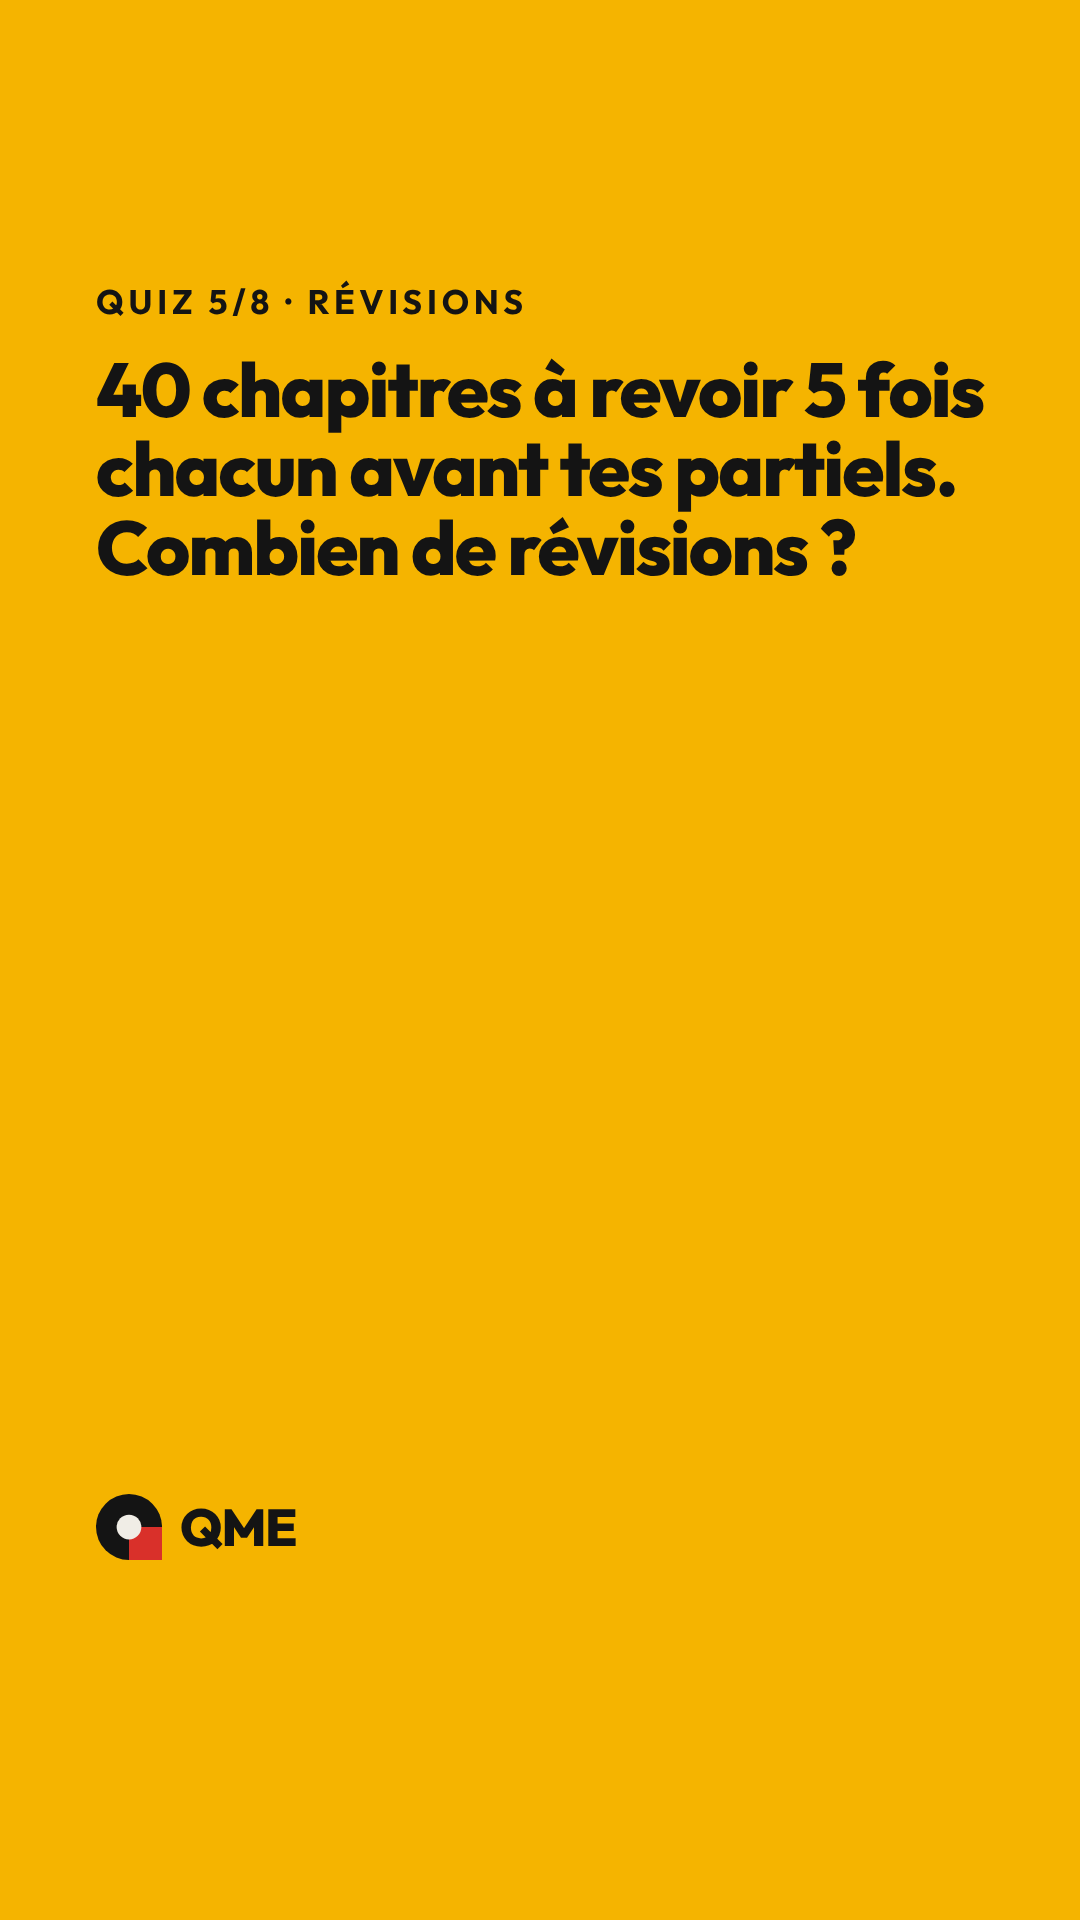 QUIZ 5/8 · RÉVISIONS
40 chapitres à revoir 5 fois
chacun avant tes partiels.
Combien de révisions ?
QME